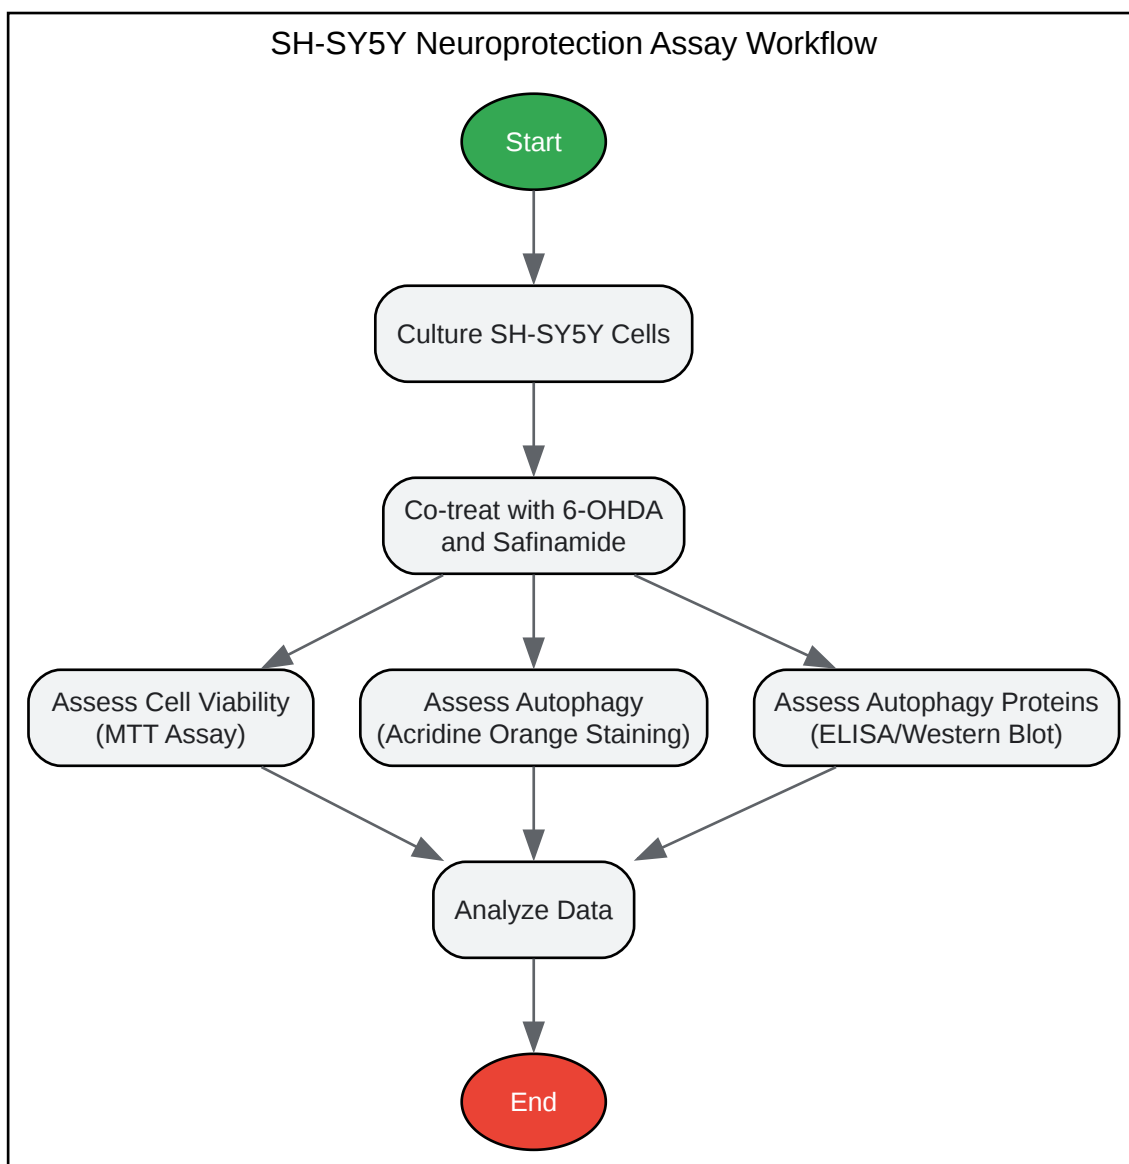 SH-SY5Y Neuroprotection Assay Workflow
Start
Culture SH-SY5Y Cells
Co-treat with 6-OHDA
and Safinamide
Assess Cell Viability
(MTT Assay)
Assess Autophagy
(Acridine Orange Staining)
Assess Autophagy Proteins
(ELISA/Western Blot)
Analyze Data
End